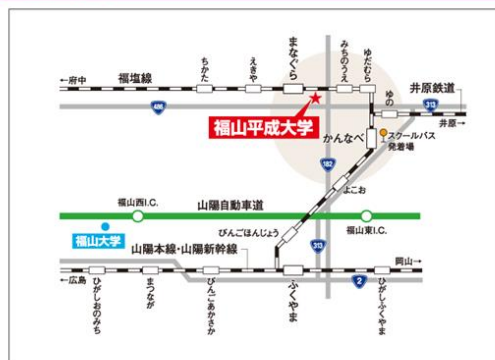 ちかた
えきや
まなぐら
みちのうえ
ゆだむら
←府中
福塩線
486
ゆの
井原鉄道
313
井原→
福山平成大学
かんなべ
スクールバス
発着場
182
よこお
福山西I.C.
山陽自動車道
福山東I.C.
福山大学
びんごほんじょう
山陽本線・山陽新幹線
313
岡山→
←広島
ふくやま
2
ひがしおのみち
まつなが
びんごあかさか
ひがしふくやま